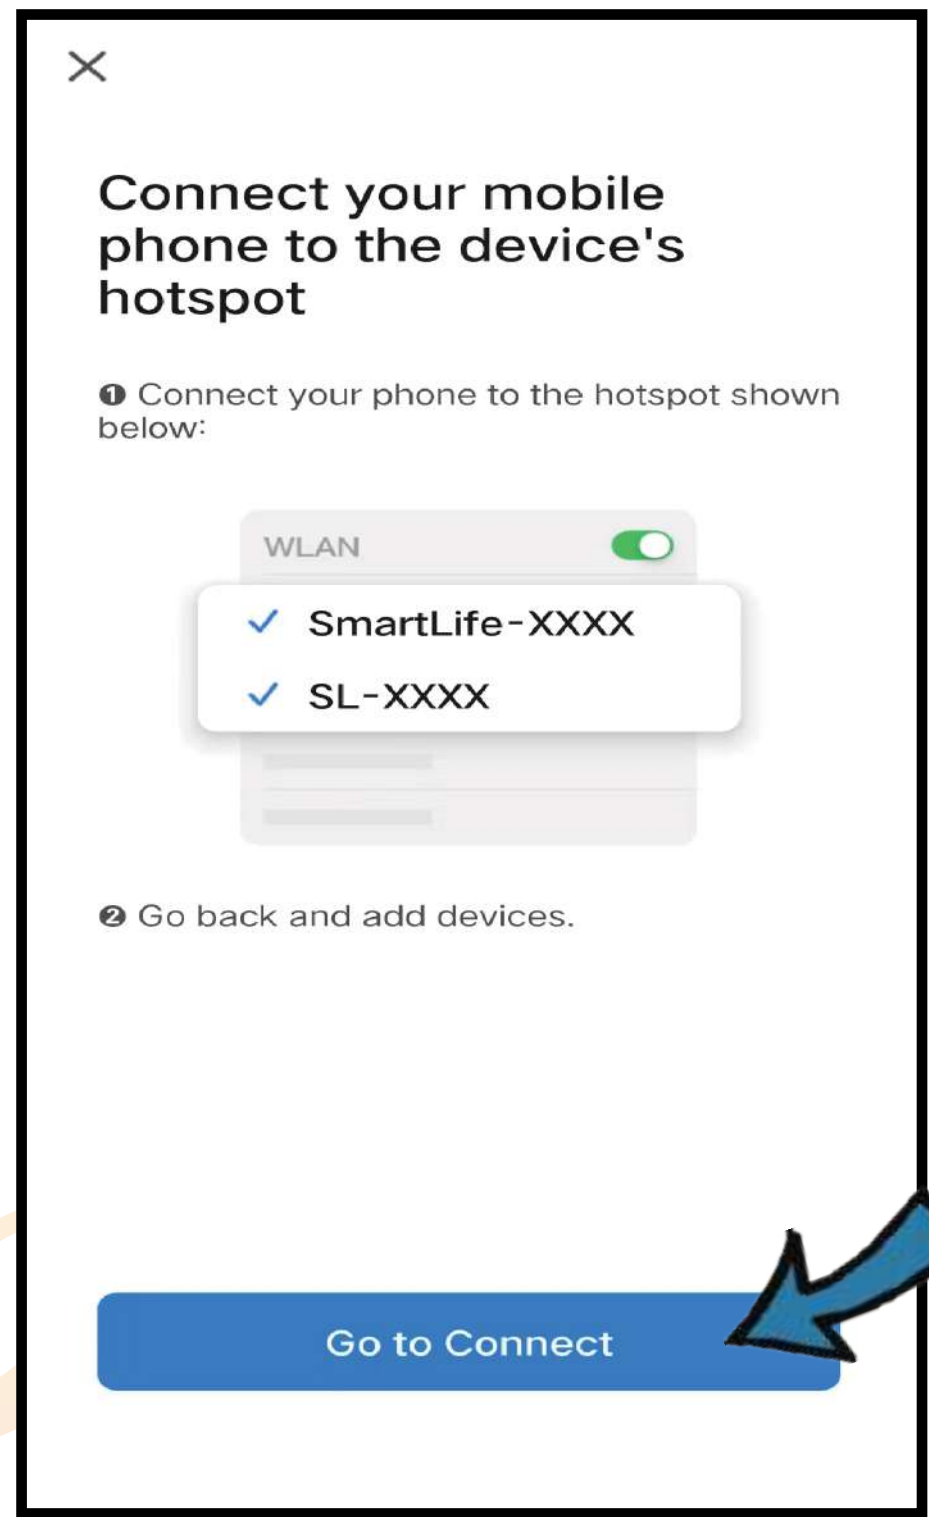 Connect your mobile
phone to the device's
hotspot
❶ Connect your phone to the hotspot shown
below:
WLAN
SmartLife-XXXX
SL-XXXX
❷ Go back and add devices.
Go to Connect